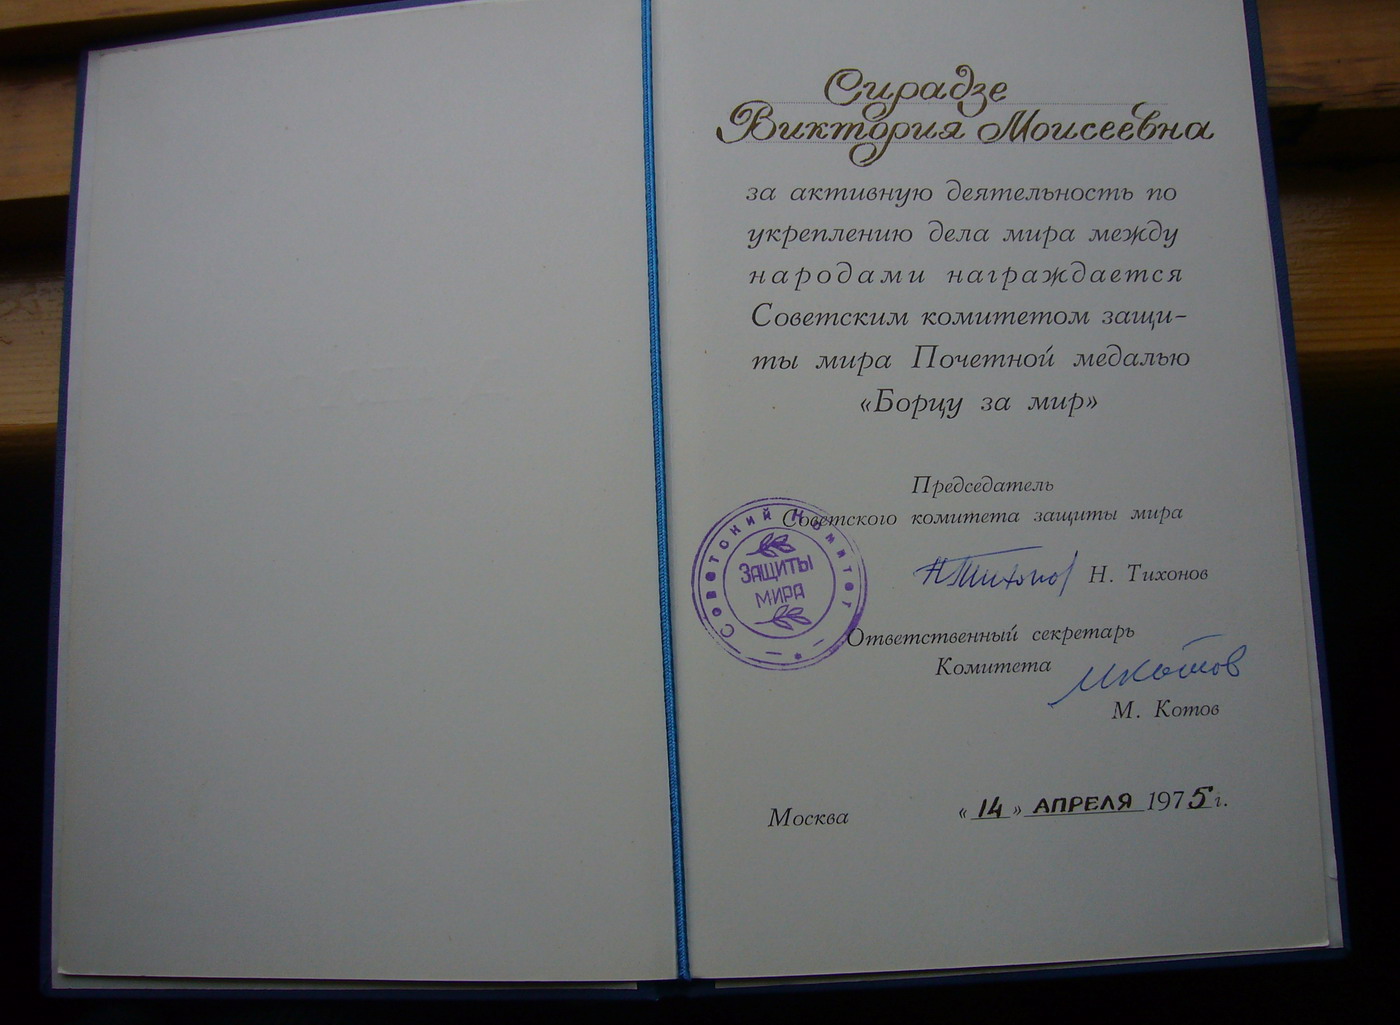 Сирадзе
Виктория Моисеевна
за активную деятельность по
укреплению дела мира между
народами награждается
Советским комитетом защи-
ты мира Почетной медалью
«Борцу за мир»
Председатель
Советского комитета защиты мира
Советский Комитет
ЗАЩИТЫ
МИРА
Н Тихонов Н. Тихонов
Ответственный секретарь
Комитета
МКотов
М. Котов
Москва «14» АПРЕЛЯ 1975 г.